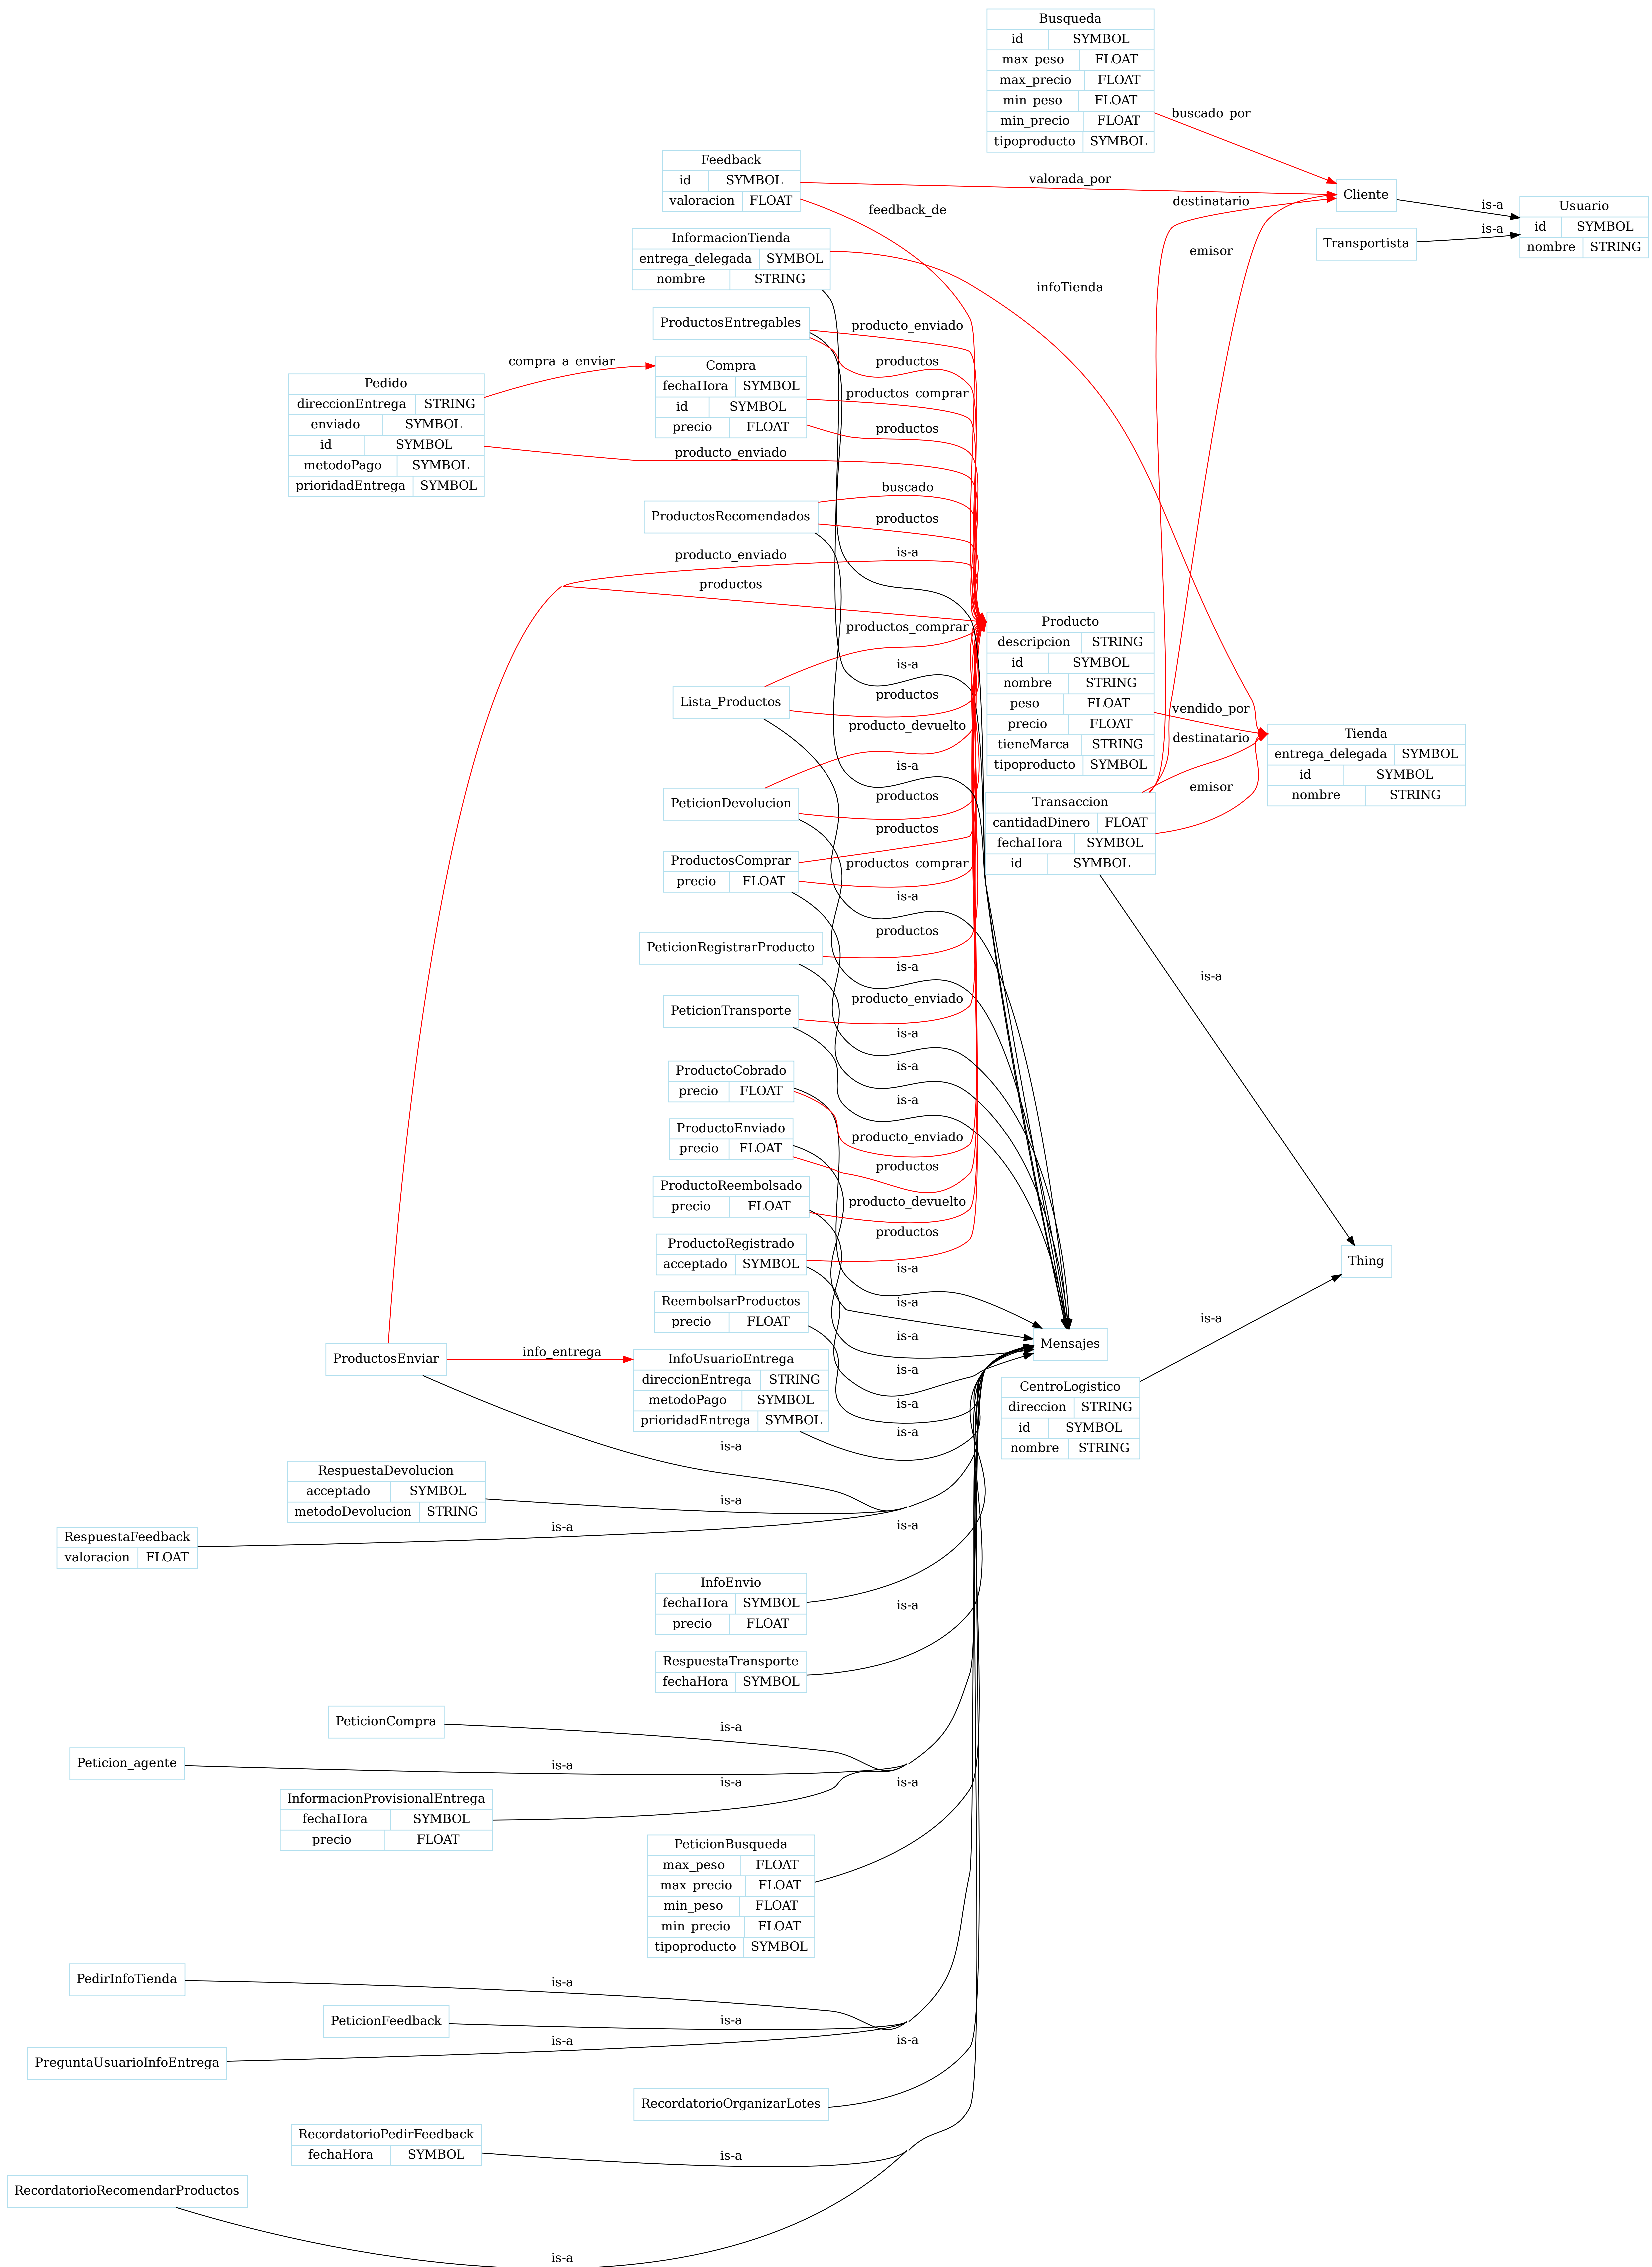 Busqueda
id SYMBOL
max_peso FLOAT
max_precio FLOAT
min_peso FLOAT
min_precio FLOAT
tipoproducto SYMBOL
buscado_por
Feedback
id SYMBOL
valoracion FLOAT
valorada_por
feedback_de
destinatario
emisor
Cliente
is-a
Transportista
is-a
Usuario
id SYMBOL
nombre STRING
InformacionTienda
entrega_delegada SYMBOL
nombre STRING
infoTienda
ProductosEntregables
producto_enviado
productos
Pedido
direccionEntrega STRING
enviado SYMBOL
id SYMBOL
metodoPago SYMBOL
prioridadEntrega SYMBOL
compra_a_enviar
producto_enviado
Compra
fechaHora SYMBOL
id SYMBOL
precio FLOAT
productos_comprar
productos
ProductosRecomendados
buscado
productos
is-a
producto_enviado
productos
Producto
descripcion STRING
id SYMBOL
nombre STRING
peso FLOAT
precio FLOAT
tieneMarca STRING
tipoproducto SYMBOL
vendido_por
destinatario
emisor
Tienda
entrega_delegada SYMBOL
id SYMBOL
nombre STRING
Lista_Productos
productos_comprar
is-a
productos
producto_devuelto
is-a
PeticionDevolucion
productos
Transaccion
cantidadDinero FLOAT
fechaHora SYMBOL
id SYMBOL
is-a
ProductosComprar
precio FLOAT
productos
productos_comprar
is-a
PeticionRegistrarProducto
productos
is-a
PeticionTransporte
producto_enviado
is-a
is-a
is-a
ProductoCobrado
precio FLOAT
producto_enviado
ProductoEnviado
precio FLOAT
productos
ProductoReembolsado
precio FLOAT
producto_devuelto
ProductoRegistrado
acceptado SYMBOL
productos
is-a
ReembolsarProductos
precio FLOAT
is-a
is-a
is-a
is-a
is-a
Thing
Mensajes
ProductosEnviar
info_entrega
is-a
InfoUsuarioEntrega
direccionEntrega STRING
metodoPago SYMBOL
prioridadEntrega SYMBOL
CentroLogistico
direccion STRING
id SYMBOL
nombre STRING
is-a
RespuestaDevolucion
acceptado SYMBOL
metodoDevolucion STRING
is-a
RespuestaFeedback
valoracion FLOAT
is-a
is-a
InfoEnvio
fechaHora SYMBOL
precio FLOAT
is-a
RespuestaTransporte
fechaHora SYMBOL
PeticionCompra
is-a
Peticion_agente
is-a
InformacionProvisionalEntrega
fechaHora SYMBOL
precio FLOAT
is-a
is-a
PeticionBusqueda
max_peso FLOAT
max_precio FLOAT
min_peso FLOAT
min_precio FLOAT
tipoproducto SYMBOL
PedirInfoTienda
is-a
PeticionFeedback
is-a
PreguntaUsuarioInfoEntrega
is-a
is-a
RecordatorioOrganizarLotes
RecordatorioPedirFeedback
fechaHora SYMBOL
is-a
RecordatorioRecomendarProductos
is-a